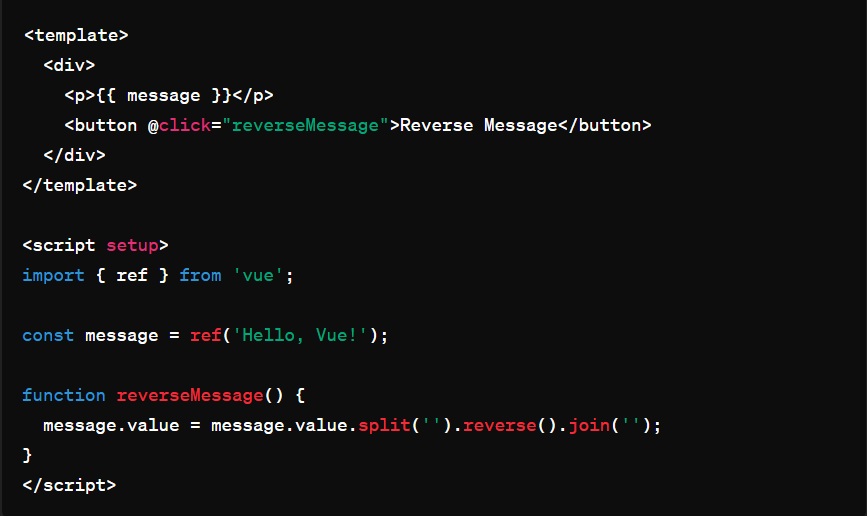 <template>
  <div>
    <p>{{ message }}</p>
    <button @click="reverseMessage">Reverse Message</button>
  </div>
</template>

<script setup>
import { ref } from 'vue';

const message = ref('Hello, Vue!');

function reverseMessage() {
  message.value = message.value.split('').reverse().join('');
}
</script>